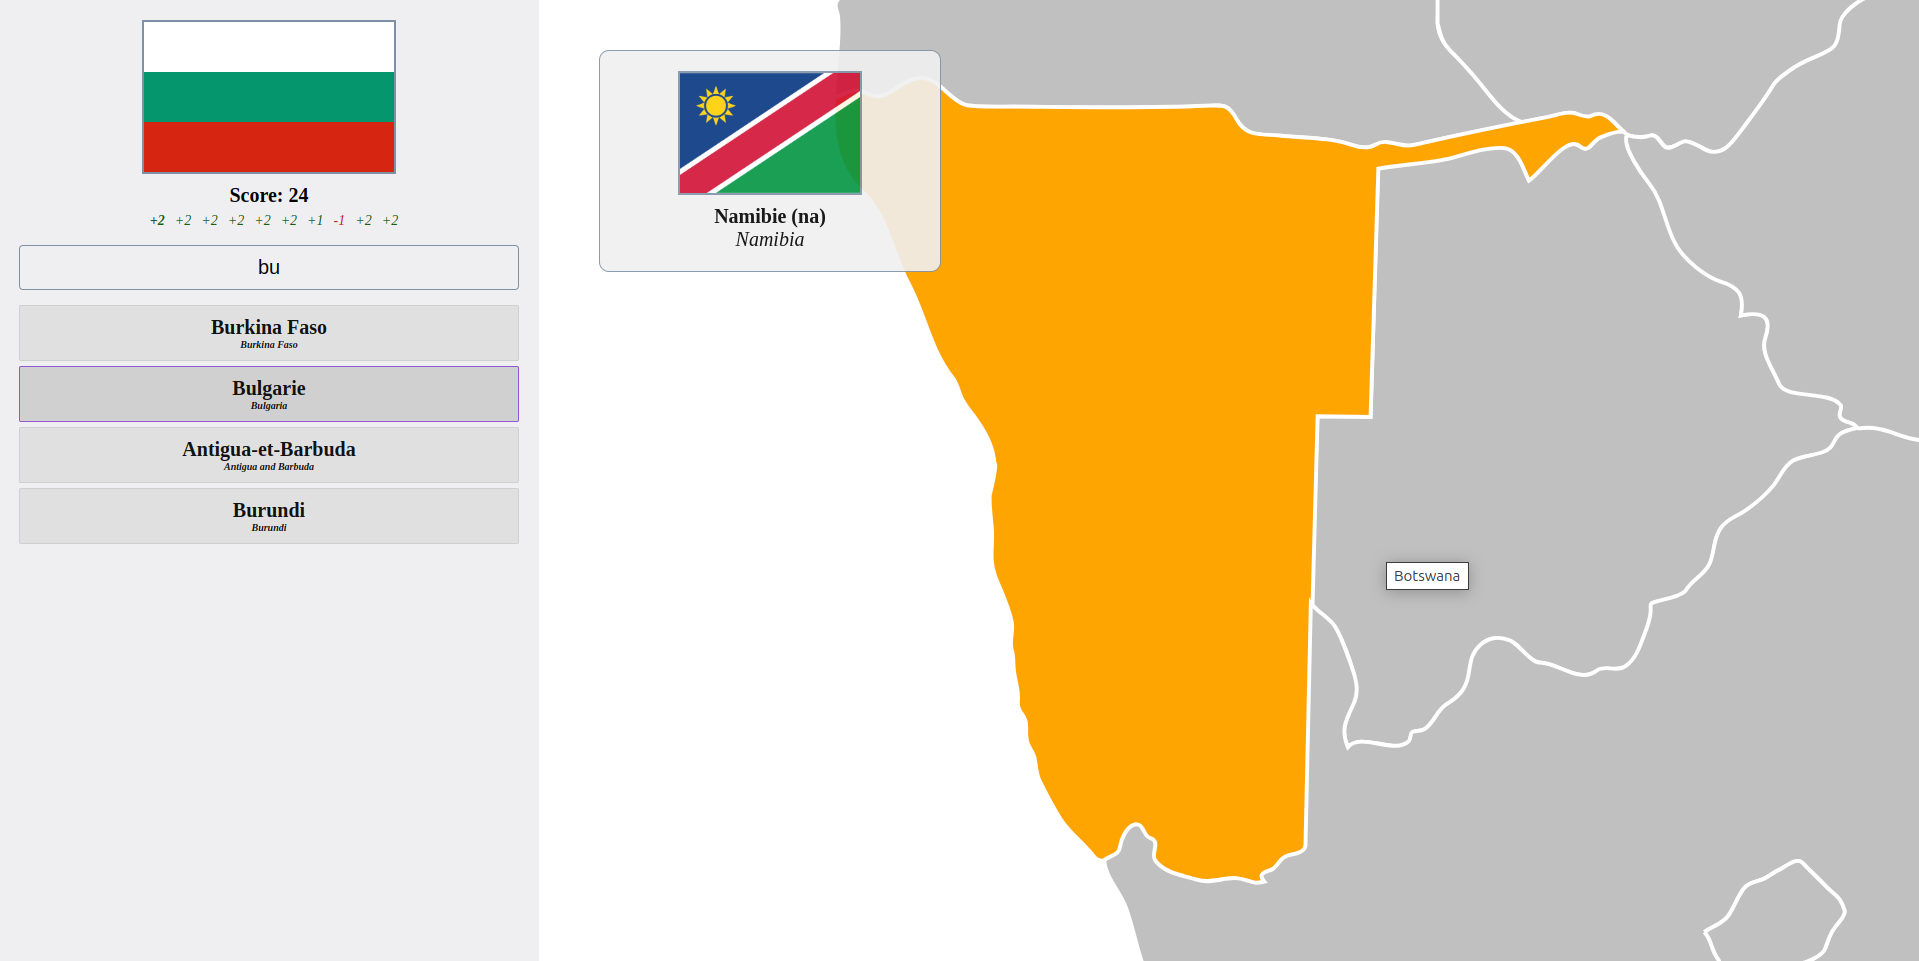 Score: 24
+2 +2 +2 +2 +2 +2 +1 -1 +2 +2
bu
Burkina Faso
Burkina Faso
Bulgarie
Bulgaria
Antigua-et-Barbuda
Antigua and Barbuda
Burundi
Burundi
Namibie (na)
Namibia
Botswana